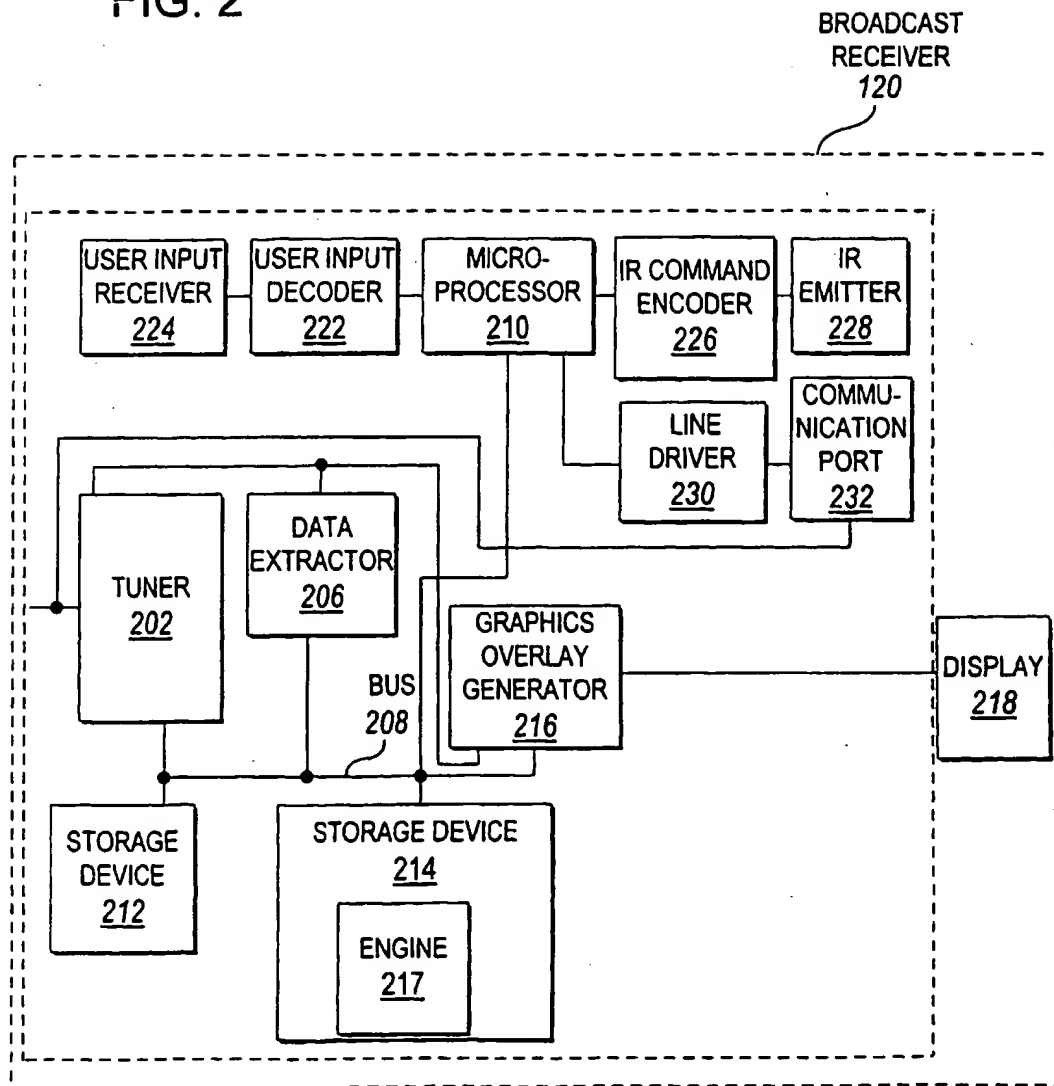 FIG. 2
BROADCAST
RECEIVER
120
USER INPUT
RECEIVER
224
USER INPUT
DECODER
222
MICRO-
PROCESSOR
210
IR COMMAND
ENCODER
226
IR
EMITTER
228
LINE
DRIVER
230
COMMU-
NICATION
PORT
232
TUNER
202
DATA
EXTRACTOR
206
GRAPHICS
OVERLAY
GENERATOR
216
BUS
208
DISPLAY
218
STORAGE
DEVICE
212
STORAGE DEVICE
214
ENGINE
217